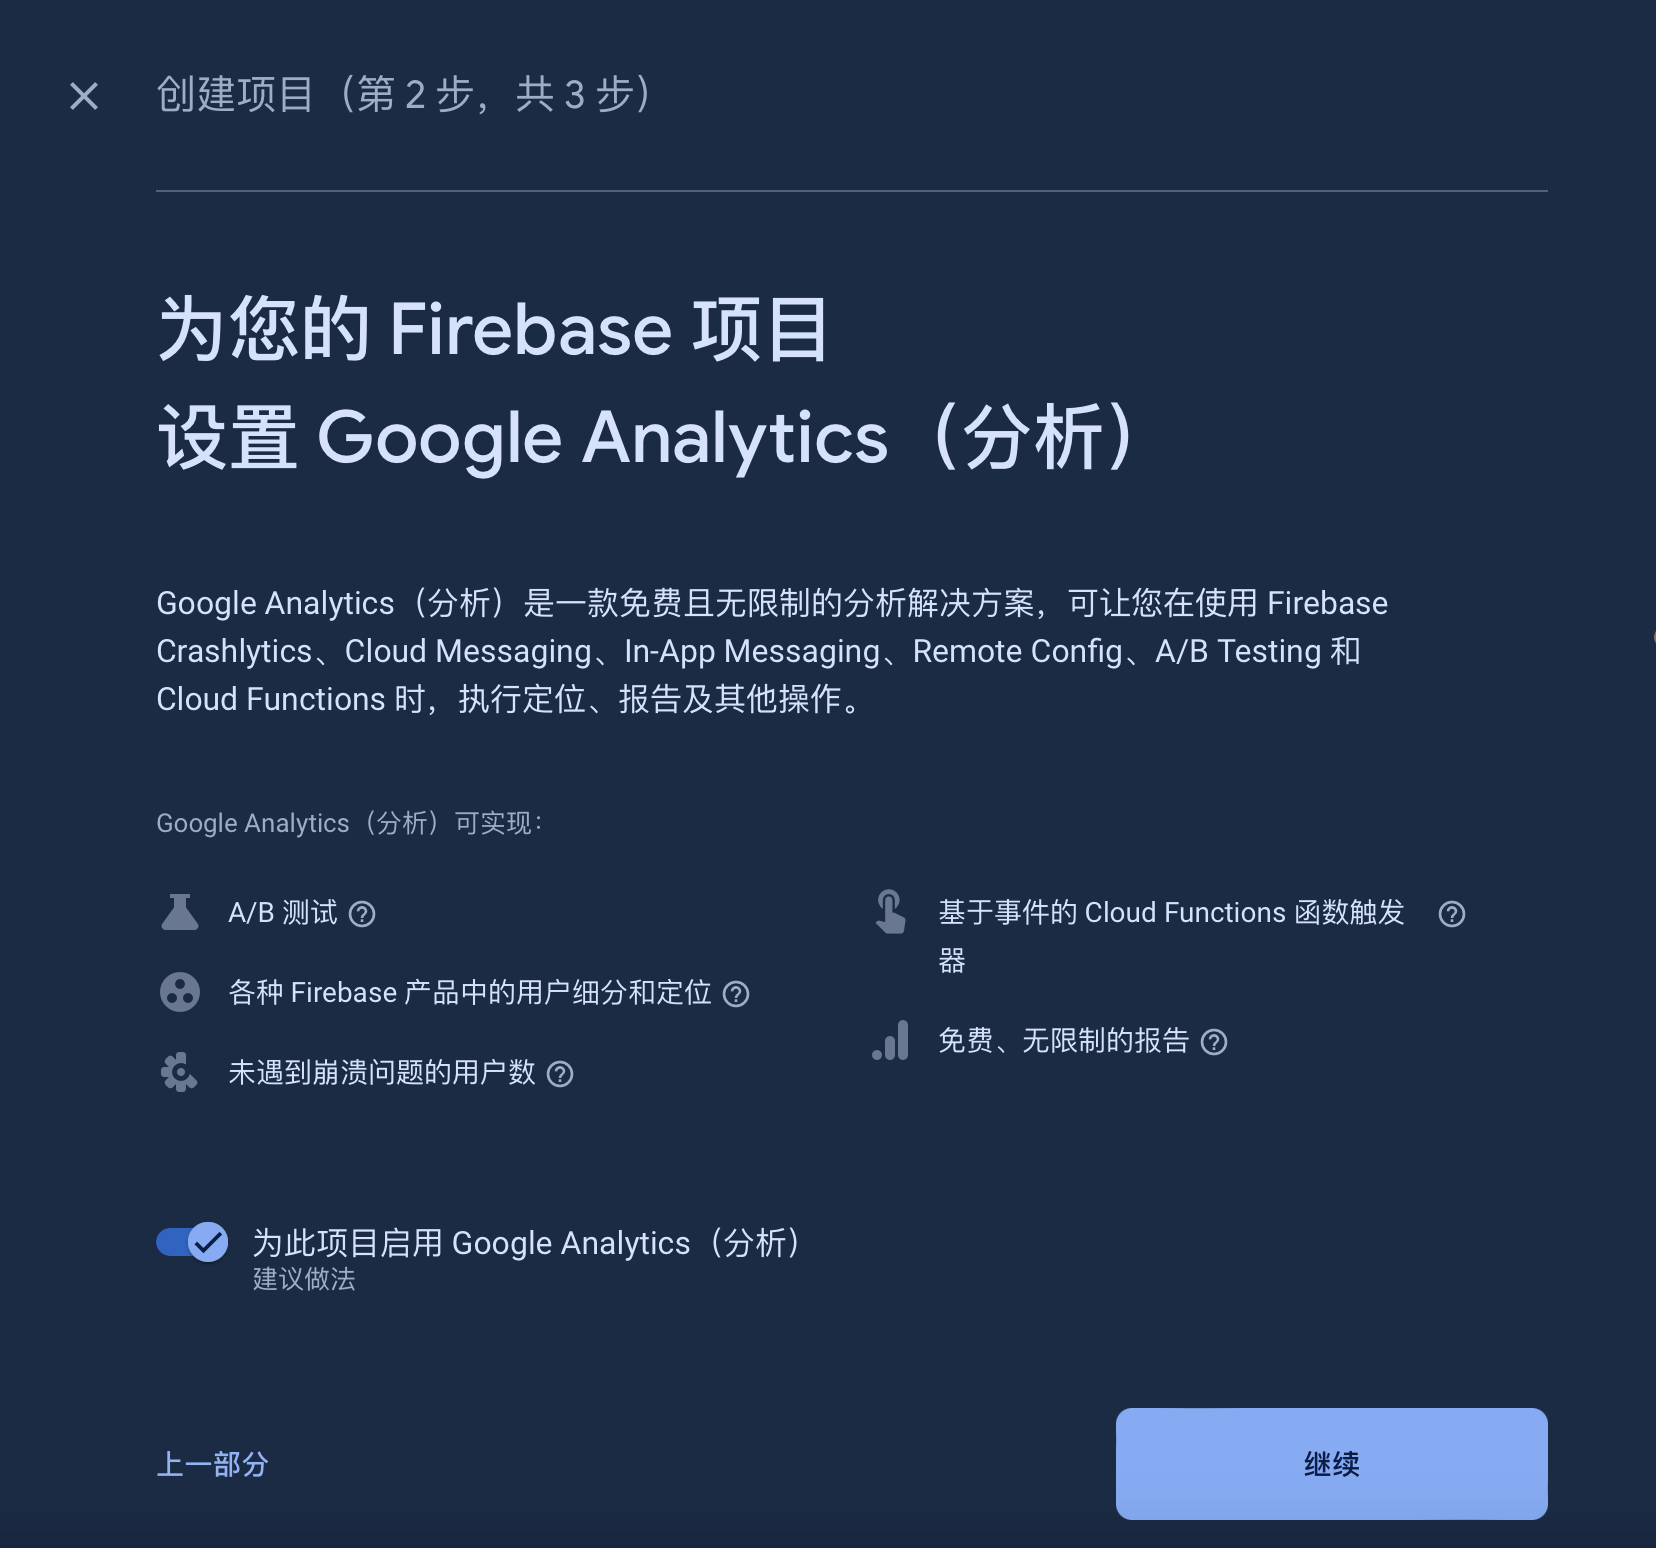 创建项目（第 2 步，共 3 步）
为您的 Firebase 项目
设置 Google Analytics（分析）
Google Analytics（分析）是一款免费且无限制的分析解决方案，可让您在使用 Firebase
Crashlytics、Cloud Messaging、In-App Messaging、Remote Config、A/B Testing 和
Cloud Functions 时，执行定位、报告及其他操作。
Google Analytics（分析）可实现：
A/B 测试
各种 Firebase 产品中的用户细分和定位
未遇到崩溃问题的用户数
基于事件的 Cloud Functions 函数触发
器
免费、无限制的报告
为此项目启用 Google Analytics（分析）
建议做法
上一部分
继续